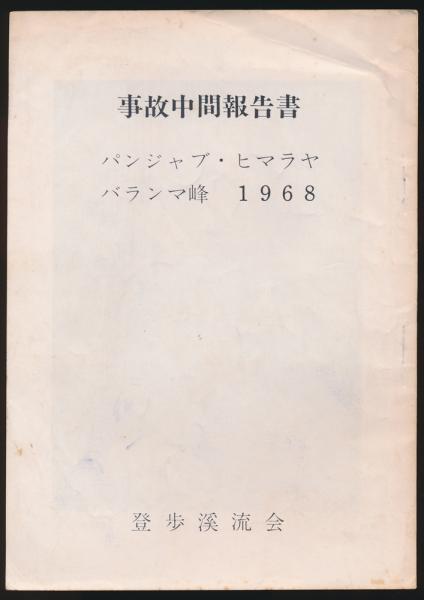 事故中間報告書
パンジャブ・ヒマラヤ
バランマ峰　1968
登歩溪流会